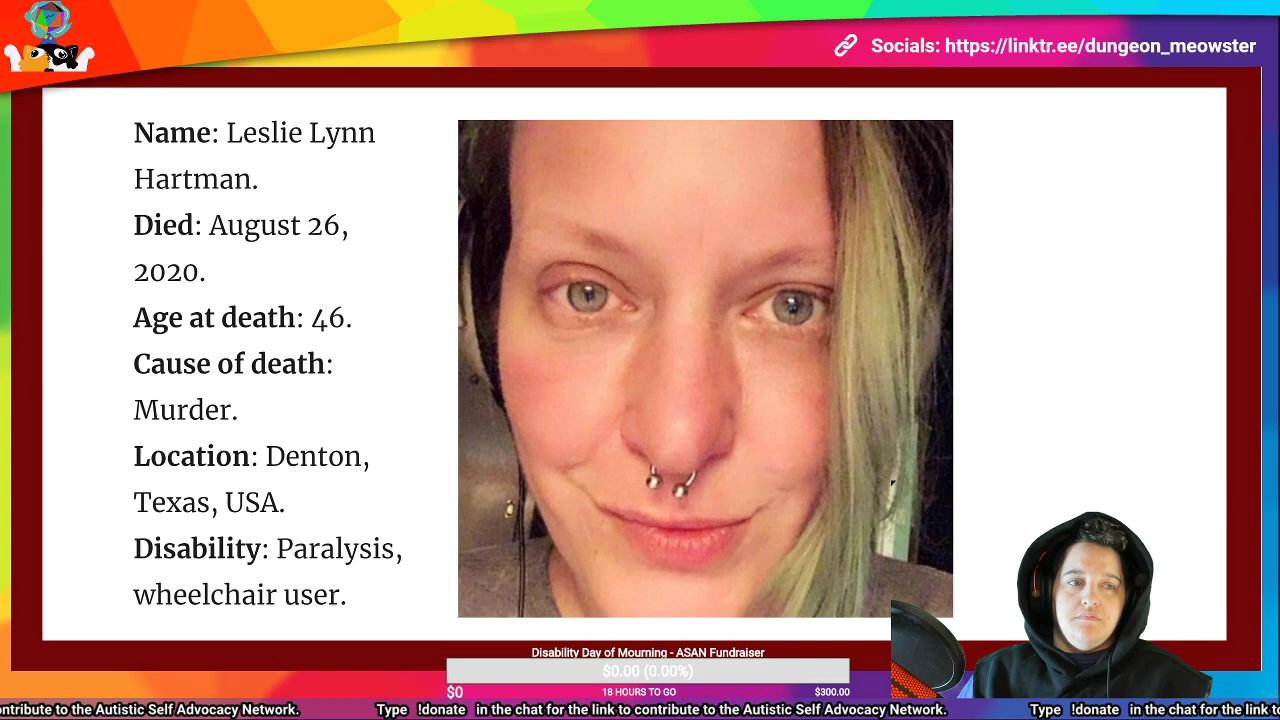 Socials: https://linktr.ee/dungeon_meowster
Name: Leslie Lynn
Hartman.
Died: August 26,
2020.
Age at death: 46.
Cause of death:
Murder.
Location: Denton,
Texas, USA.
Disability: Paralysis,
wheelchair user.
Disability Day of Mourning - ASAN Fundraiser
$0.00 (0.00%)
$0 18 HOURS TO GO $300.00
to the Autistic Self Advocacy Network. Type !donate in the chat for the link to contribute to the Autistic Self Advocacy Network. Type !donate in the chat for the link to